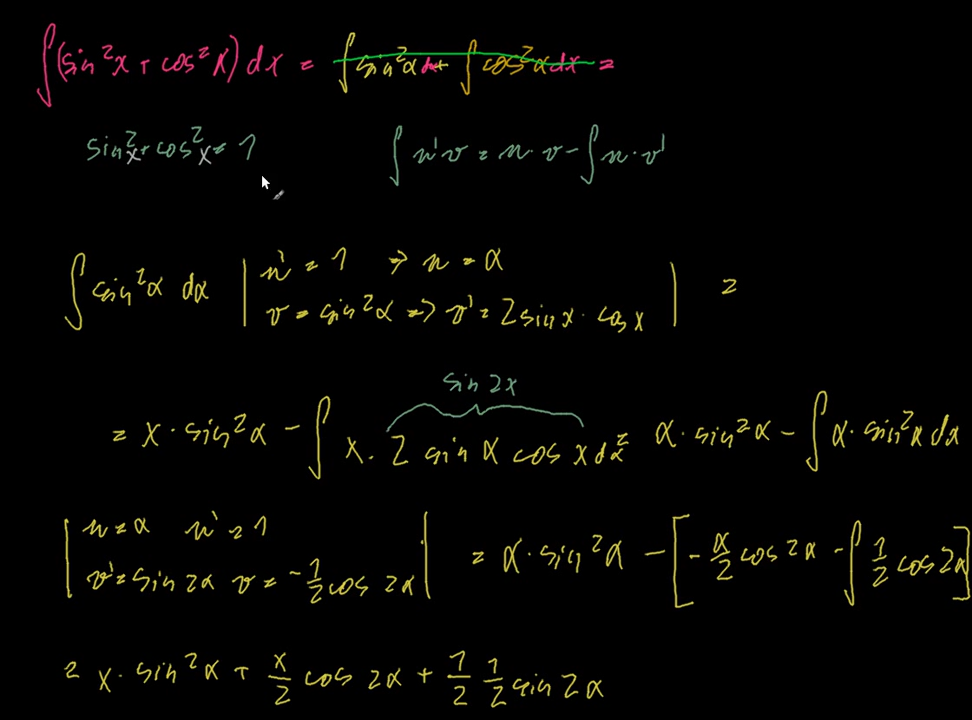 ∫(sin²x + cos²x) dx = ∫sin²x dx + ∫cos²x dx =
sin²x + cos²x = 1    ∫u'v = u·v - ∫u·v'
∫sin²x dx | u' = 1 ⇒ u = x
v = sin²x ⇒ v' = 2 sin x · cos x | =
sin 2x
= x · sin²x - ∫ x · 2 sin x cos x dx = x · sin²x - ∫ x · sin²x dx
| u = x  u' = 1
v' = sin 2x  v = -1/2 cos 2x | = x · sin²x - [ -x/2 cos 2x - ∫ 1/2 cos 2x ]
= x · sin²x + x/2 cos 2x + 1/2 1/2 sin 2x